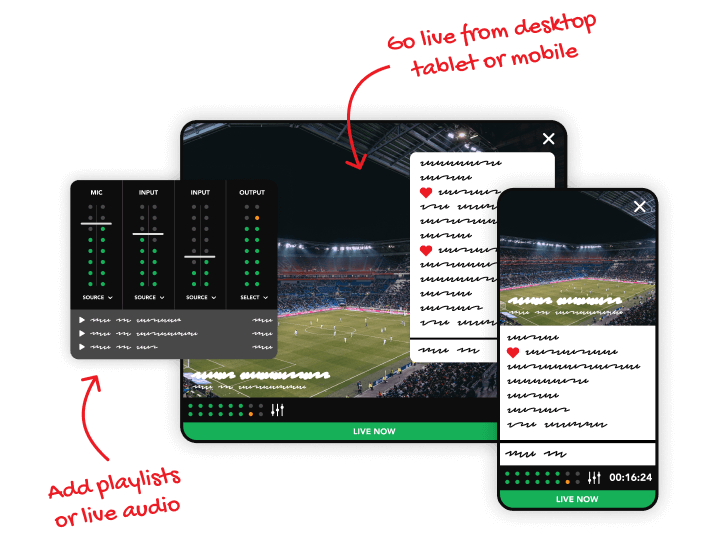 Go live from desktop
tablet or mobile
MIC
INPUT
INPUT
OUTPUT
SOURCE
SOURCE
SOURCE
SELECT
LIVE NOW
00:16:24
LIVE NOW
Add playlists
or live audio